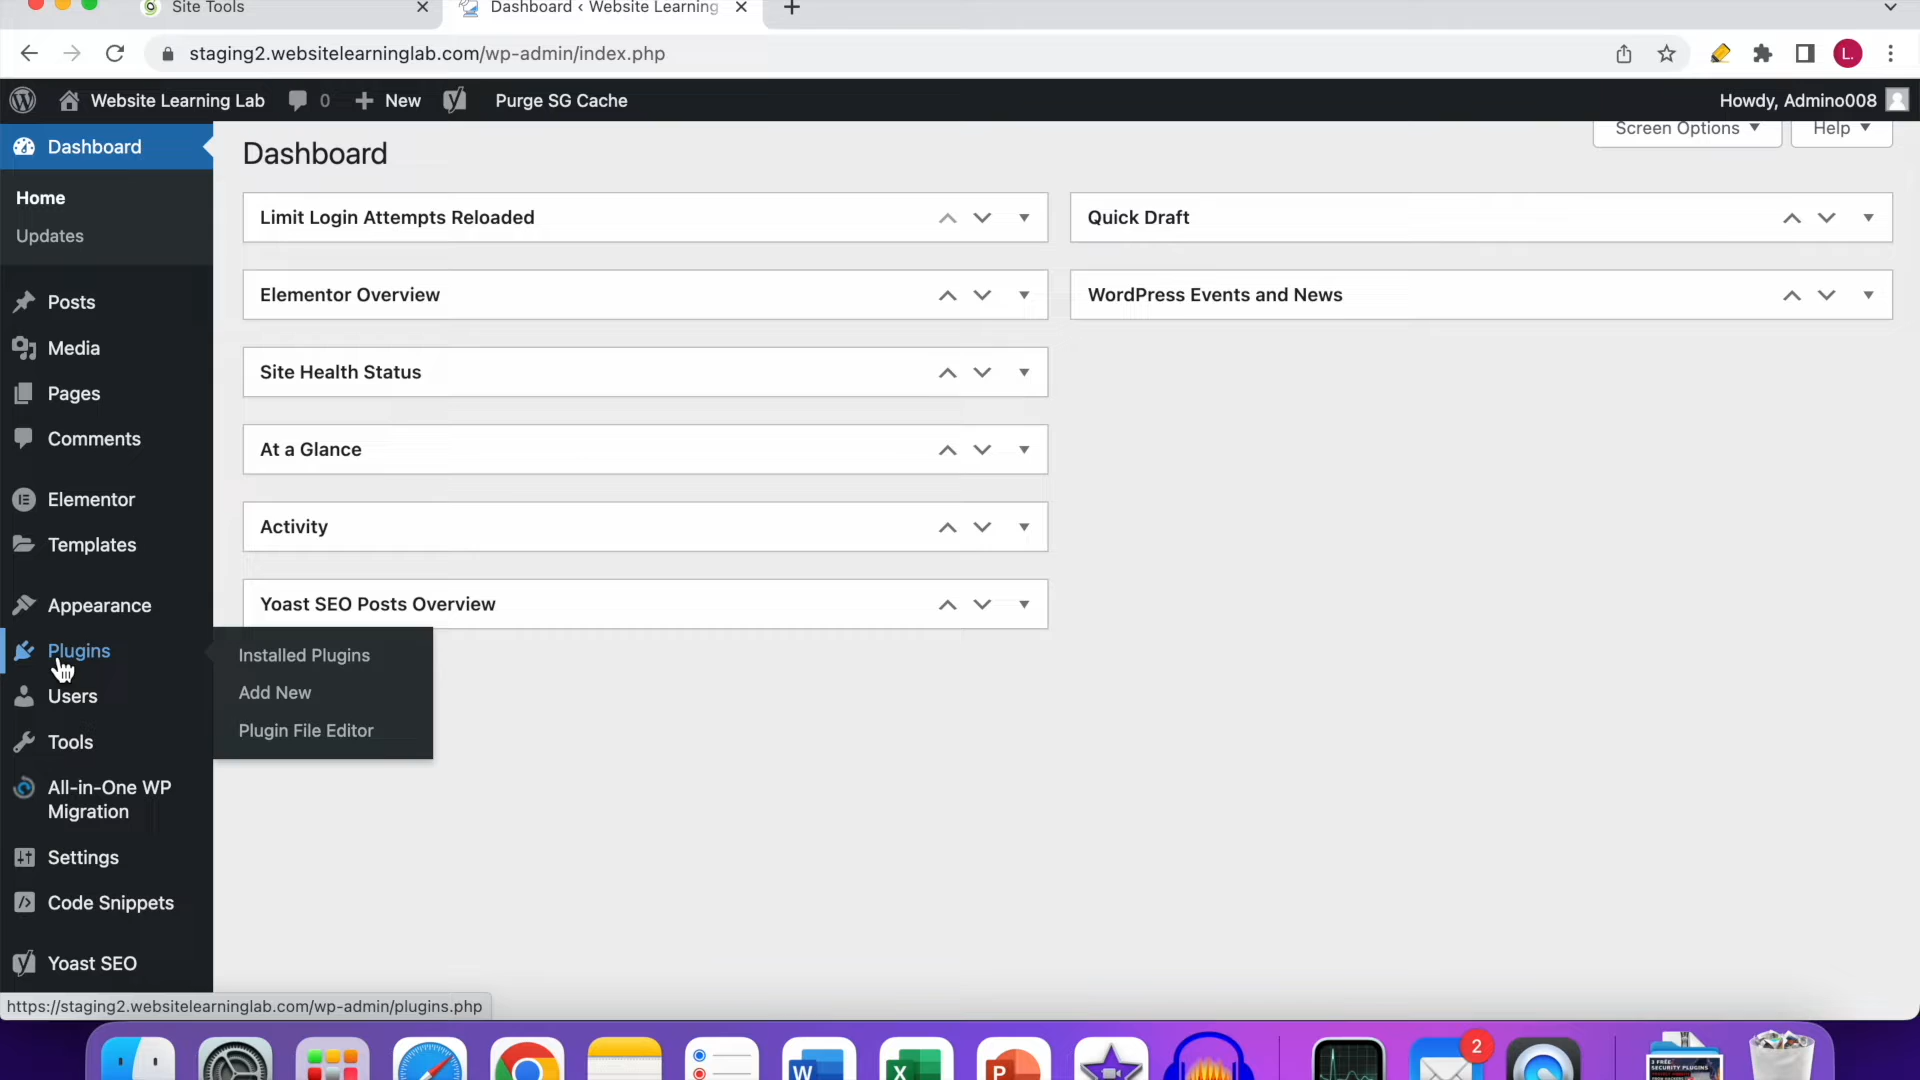 Site Tools
Dashboard ‹ Website Learning
staging2.websitelearninglab.com/wp-admin/index.php
L.
Website Learning Lab
0
New
Purge SG Cache
Howdy, Admino008
Dashboard
Home
Updates
Posts
Media
Pages
Comments
Elementor
Templates
Appearance
Plugins
Users
Tools
All-in-One WP
Migration
Settings
Code Snippets
Yoast SEO
Installed Plugins
Add New
Plugin File Editor
Dashboard
Screen Options
Help
Limit Login Attempts Reloaded
Elementor Overview
Site Health Status
At a Glance
Activity
Yoast SEO Posts Overview
Quick Draft
WordPress Events and News
https://staging2.websitelearninglab.com/wp-admin/plugins.php
W
X
P
2
SECURITY PLUGINS